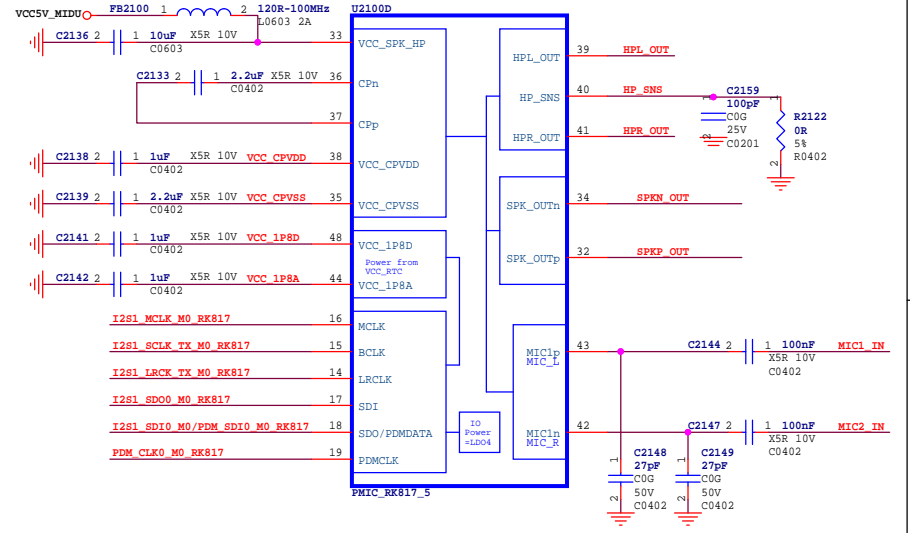 VCC5V_MIDU
FB2100 1 2 120R-100MHz
L0603 2A
C2136 2 1 10uF X5R 10V
C0603
33
C2133 2 1 2.2uF X5R 10V
C0402
36
37
C2138 2 1 1uF X5R 10V VCC_CPVDD 38
C0402
C2139 2 1 2.2uF X5R 10V VCC_CPVSS 35
C0402
C2141 2 1 1uF X5R 10V VCC_1P8D 48
C0402
C2142 2 1 1uF X5R 10V VCC_1P8A 44
C0402
I2S1_MCLK_M0_RK817 16
I2S1_SCLK_TX_M0_RK817 15
I2S1_LRCK_TX_M0_RK817 14
I2S1_SDO0_M0_RK817 17
I2S1_SDI0_M0/PDM_SDI0_M0_RK817 18
PDM_CLK0_M0_RK817 19
U2100D
VCC_SPK_HP
CPn
CPp
VCC_CPVDD
VCC_CPVSS
VCC_1P8D
Power from
VCC_RTC
VCC_1P8A
MCLK
BCLK
LRCLK
SDI
SDO/PDMDATA
PDMCLK
IO
Power
=LDO4
HPL_OUT
HP_SNS
HPR_OUT
SPK_OUTn
SPK_OUTp
MIC1p
MIC_L
MIC1n
MIC_R
PMIC_RK817_5
39 HPL_OUT
40 HP_SNS
41 HPR_OUT
1
C2159
100pF
C0G
25V
C0201
2
1
R2122
0R
5%
R0402
2
34 SPKN_OUT
32 SPKP_OUT
43 C2144 2 1 100nF MIC1_IN
X5R 10V
C0402
42 C2147 2 1 100nF MIC2_IN
X5R 10V
C0402
1
C2148
27pF
C0G
50V
C0402
2
1
C2149
27pF
C0G
50V
C0402
2